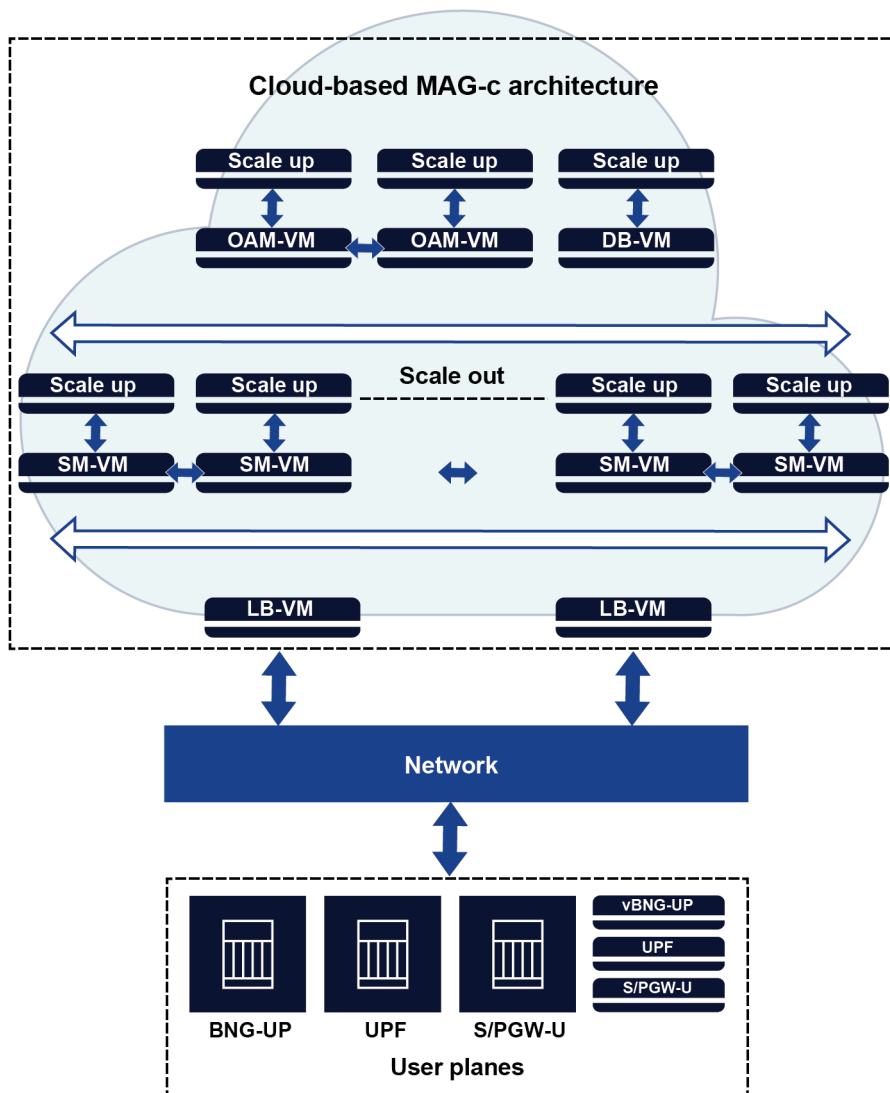 Cloud-based MAG-c architecture
Scale up
Scale up
Scale up
OAM-VM
OAM-VM
DB-VM
Scale out
Scale up
Scale up
Scale up
Scale up
SM-VM
SM-VM
SM-VM
SM-VM
LB-VM
LB-VM
Network
vBNG-UP
UPF
S/PGW-U
BNG-UP
UPF
S/PGW-U
User planes